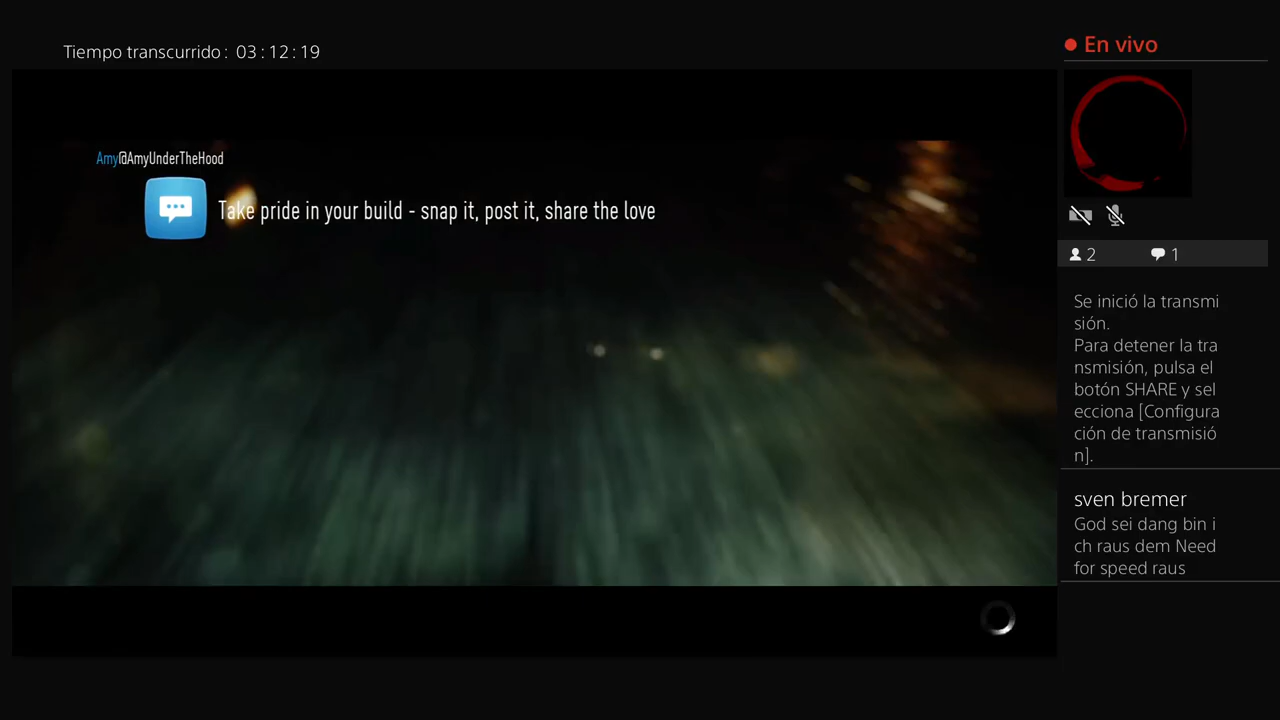 Tiempo transcurrido: 03:12:19
En vivo
Amy@AmyUnderTheHood
Take pride in your build - snap it, post it, share the love
2 1
Se inició la transmi
sión.
Para detener la tra
nsmisión, pulsa el
botón SHARE y sel
ecciona [Configura
ción de transmisió
n].
sven bremer
God sei dang bin i
ch raus dem Need
for speed raus